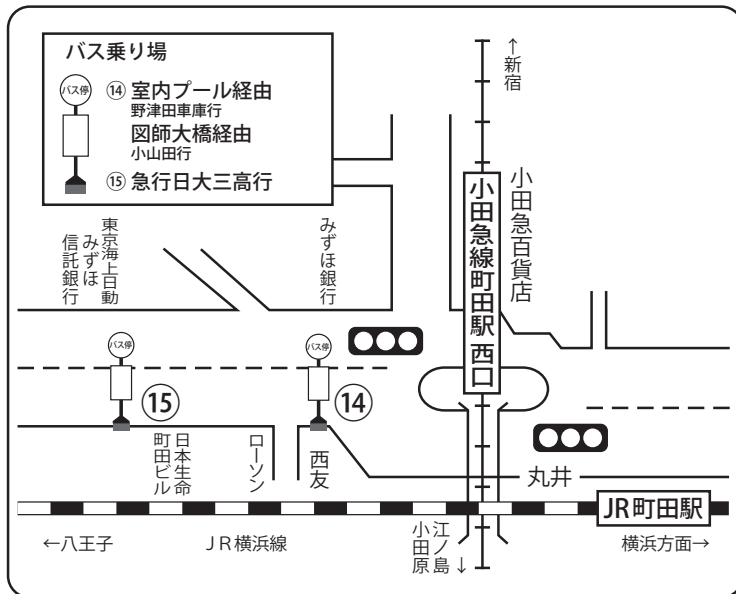 バス乗り場
バス停
⑭ 室内プール経由
野津田車庫行
図師大橋経由
小山田行
⑮ 急行日大三高行
↑新宿
小田急百貨店
小田急線町田駅 西口
東京海上日動
みずほ
信託銀行
みずほ銀行
バス停
⑮
バス停
⑭
日本生命
町田ビル
ローソン
西友
丸井
JR町田駅
←八王子
JR横浜線
江ノ島
小田原
↓
横浜方面→